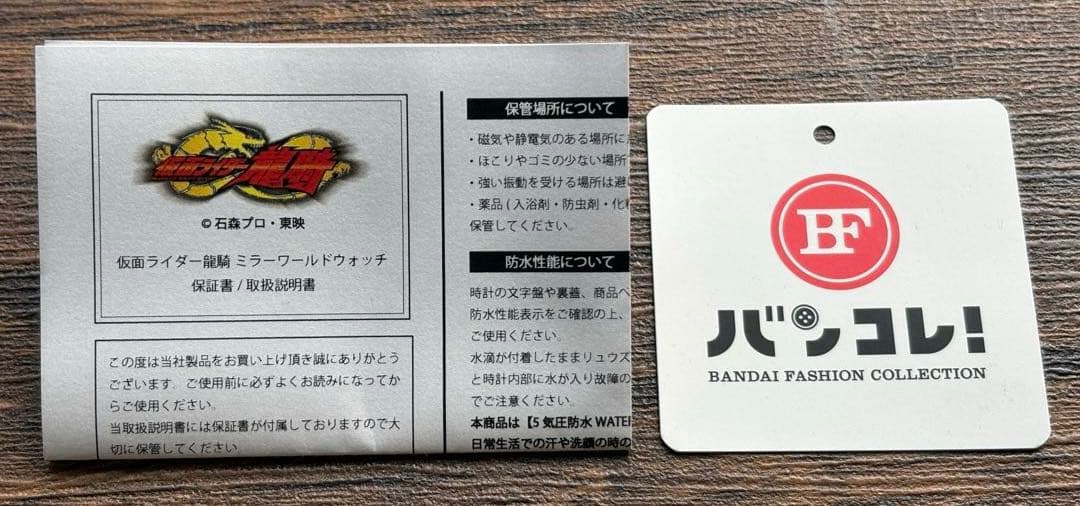 仮面ライダー龍騎
©石森プロ・東映
仮面ライダー龍騎 ミラーワールドウォッチ
保証書/取扱説明書
この度は当社製品をお買い上げ頂き誠にありがとう
ございます。ご使用前に必ずよくお読みになってか
らご使用ください。
当取扱説明書には保証書が付属しておりますので大
切に保管してください
保管場所について
・磁気や静電気のある場所に
・ほこりやゴミの少ない場所
・強い振動を受ける場所は避
・薬品(入浴剤・防虫剤・化
保管してください。
防水性能について
時計の文字盤や裏蓋、商品へ
防水性能表示をご確認の上、
ご使用ください。
水滴が付着したままリュウズ
と時計内部に水が入り故障の
でご注意ください。
本商品は【5気圧防水 WATE
日常生活での汗や洗顔の時の
BF
バンコレ!
BANDAI FASHION COLLECTION